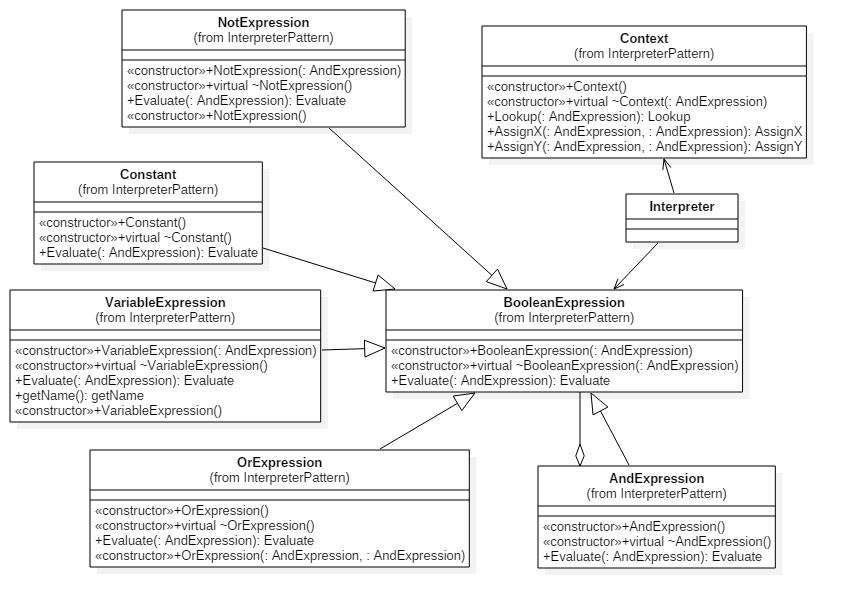 NotExpression
(from InterpreterPattern)
«constructor»+NotExpression(: AndExpression)
«constructor»+virtual ~NotExpression()
+Evaluate(: AndExpression): Evaluate
«constructor»+NotExpression()
Context
(from InterpreterPattern)
«constructor»+Context()
«constructor»+virtual ~Context(: AndExpression)
+Lookup(: AndExpression): Lookup
+AssignX(: AndExpression, : AndExpression): AssignX
+AssignY(: AndExpression, : AndExpression): AssignY
Constant
(from InterpreterPattern)
«constructor»+Constant()
«constructor»+virtual ~Constant()
+Evaluate(: AndExpression): Evaluate
Interpreter
VariableExpression
(from InterpreterPattern)
«constructor»+VariableExpression(: AndExpression)
«constructor»+virtual ~VariableExpression()
+Evaluate(: AndExpression): Evaluate
+getName(): getName
«constructor»+VariableExpression()
BooleanExpression
(from InterpreterPattern)
«constructor»+BooleanExpression(: AndExpression)
«constructor»+virtual ~BooleanExpression(: AndExpression)
+Evaluate(: AndExpression): Evaluate
OrExpression
(from InterpreterPattern)
«constructor»+OrExpression()
«constructor»+virtual ~OrExpression()
+Evaluate(: AndExpression): Evaluate
«constructor»+OrExpression(: AndExpression, : AndExpression)
AndExpression
(from InterpreterPattern)
«constructor»+AndExpression()
«constructor»+virtual ~AndExpression()
+Evaluate(: AndExpression): Evaluate